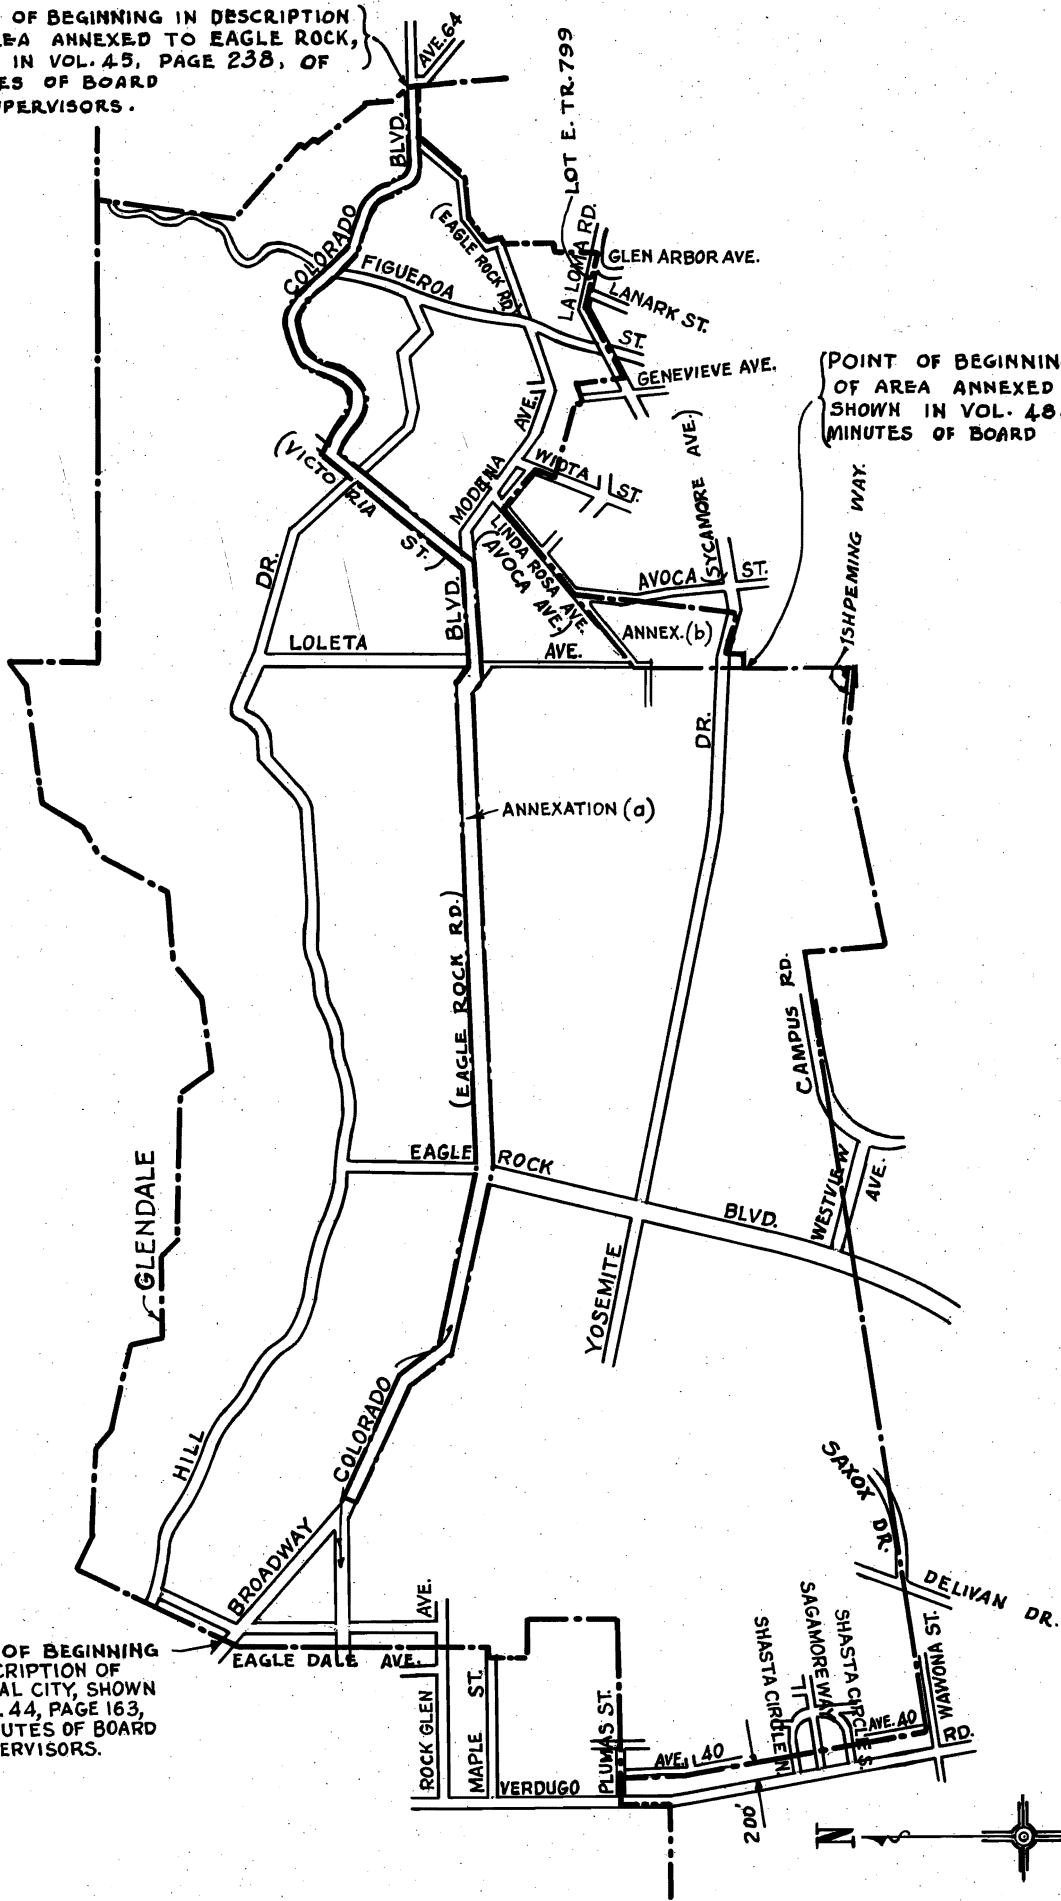 OF BEGINNING IN DESCRIPTION
EA ANNEXED TO EAGLE ROCK,
IN VOL. 45, PAGE 238, OF
ES OF BOARD
PERVISORS.
AVE. 64
BLVD.
LOT E. TR. 799
COLORADO
(EAGLE ROCK RD.)
LA LOMA RD.
GLEN ARBOR AVE.
FIGUEROA
LANARK ST.
ST.
GENEVIEVE AVE.
POINT OF BEGINNIN
OF AREA ANNEXED
SHOWN IN VOL. 48
MINUTES OF BOARD
AVE.
(VICTORIA
ST.)
MODENA
WIOTA
ST.
(SYCAMORE AVE.)
ISHPEMING WAY.
LINDA ROSA AVE.
(AVOCA AVE.)
AVOCA
ST.
DR.
BLVD.
ANNEX. (b)
LOLETA
AVE.
DR.
ANNEXATION (a)
(EAGLE ROCK RD.)
CAMPUS RD.
EAGLE
ROCK
BLVD.
WESTVIEW
AVE.
GLENDALE
YOSEMITE
HILL
COLORADO
SAXOX DR.
BROADWAY
DELIVAN DR.
OF BEGINNING
CRIPTION OF
AL CITY, SHOWN
. 44, PAGE 163,
UTES OF BOARD
ERVISORS.
EAGLE DALE AVE.
AVE.
ROCK GLEN
MAPLE ST.
PLUMAS ST.
VERDUGO
AVE. 40
SHASTA CIRCLE N.
SAGAMORE WAY
SHASTA CIRCLE S.
AVE. 40
WAWONA ST.
RD.
200'
N